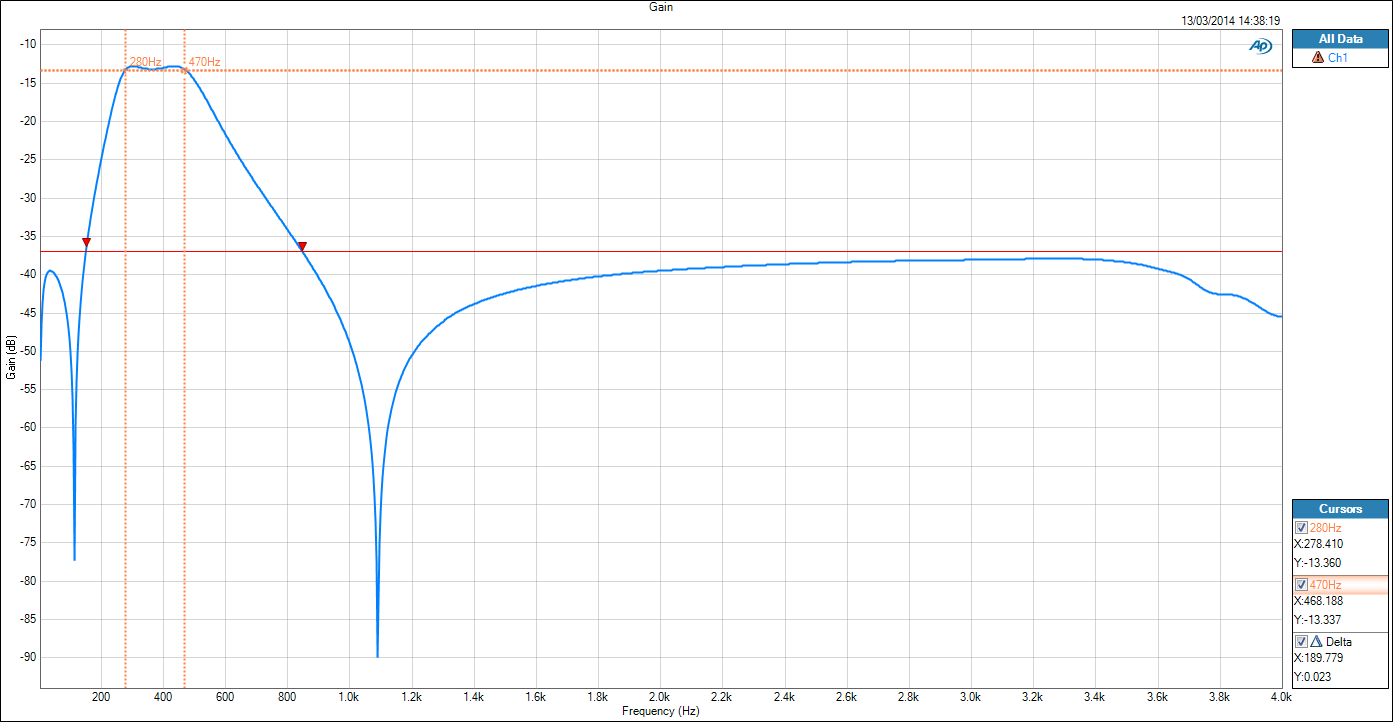 Gain
13/03/2014 14:38:19
AP
All Data
Ch1
280Hz
470Hz
Gain (dB)
-10
-15
-20
-25
-30
-35
-40
-45
-50
-55
-60
-65
-70
-75
-80
-85
-90
200 400 600 800 1.0k 1.2k 1.4k 1.6k 1.8k 2.0k 2.2k 2.4k 2.6k 2.8k 3.0k 3.2k 3.4k 3.6k 3.8k 4.0k
Frequency (Hz)
Cursors
280Hz
X:278.410
Y:-13.360
470Hz
X:468.188
Y:-13.337
Delta
X:189.779
Y:0.023